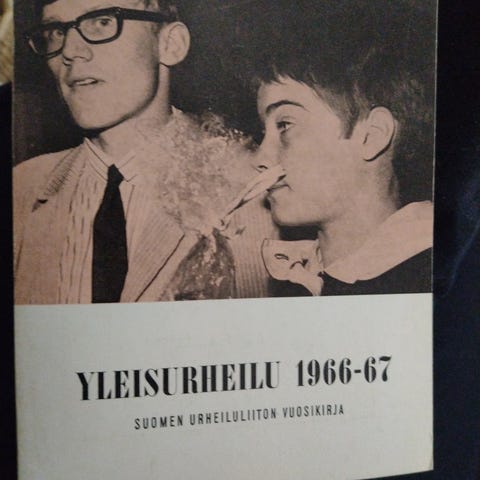 YLEISURHEILU 1966-67
SUOMEN URHEILULIITON VUOSIKIRJA